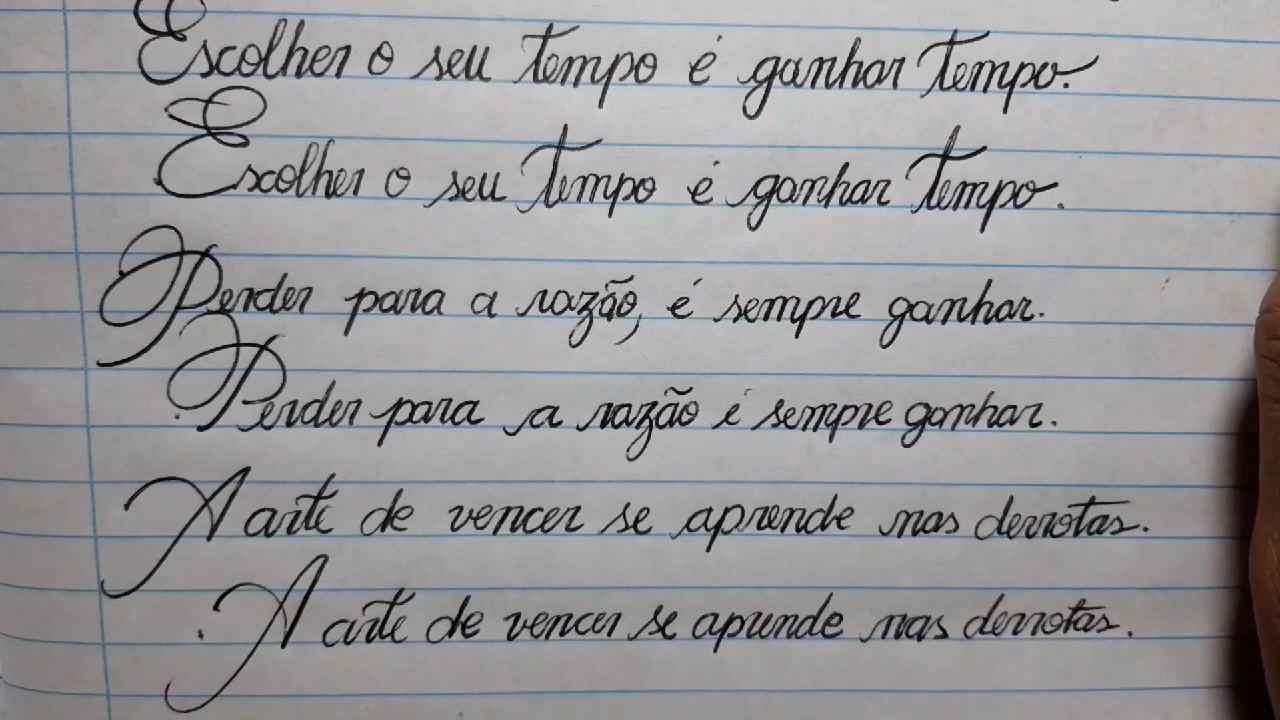 Escolher o seu tempo é ganhar tempo.
Escolher o seu tempo é ganhar tempo.
Perder para a razão, é sempre ganhar.
Perder para a razão é sempre ganhar.
A arte de vencer se aprende nas derrotas.
A arte de vencer se aprende nas derrotas.